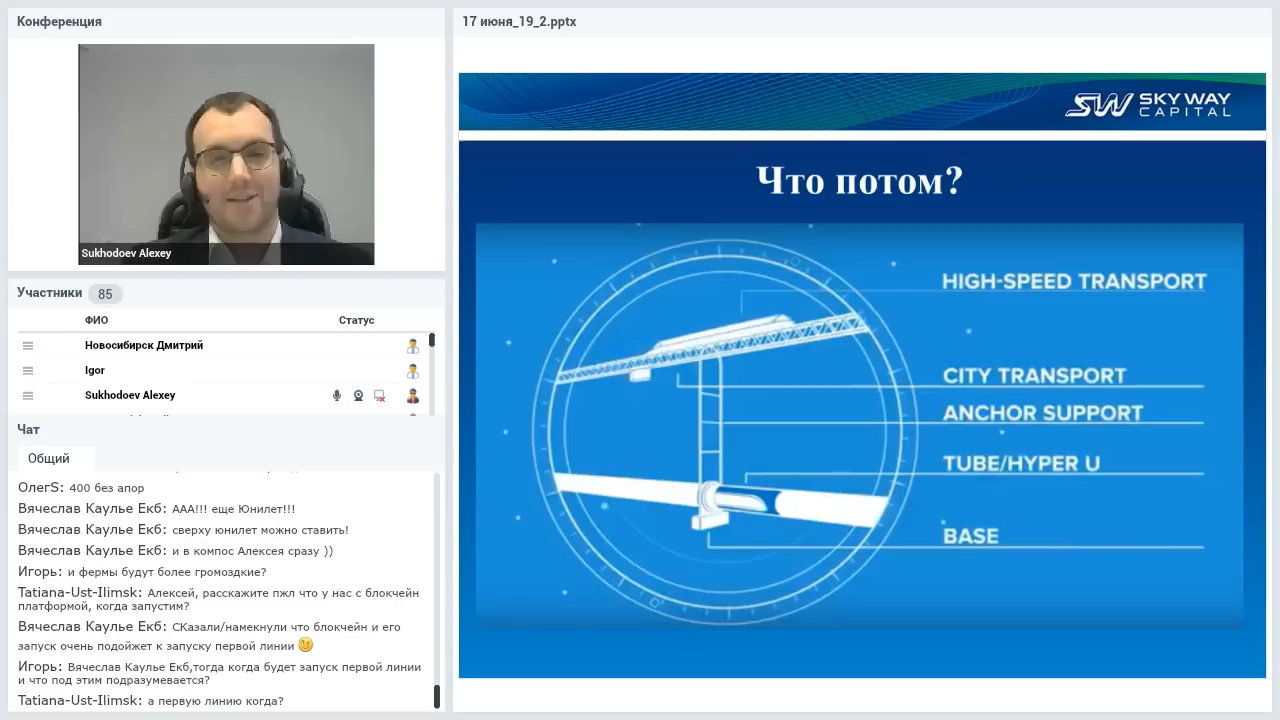 Конференция
Sukhodoev Alexey
Участники 85
ФИО Статус
Новосибирск Дмитрий
Igor
Sukhodoev Alexey
Чат
Общий
ОлегS: 400 без апор
Вячеслав Каулье Екб: ААА!!! еще Юнилет!!!
Вячеслав Каулье Екб: сверху юнилет можно ставить!
Вячеслав Каулье Екб: и в компос Алексея сразу ))
Игорь: и фермы будут более громоздкие?
Tatiana-Ust-Ilimsk: Алексей, расскажите пжл что у нас с блокчейн
платформой, когда запустим?
Вячеслав Каулье Екб: СКазали/намекнули что блокчейн и его
запуск очень подойжет к запуску первой линии
Игорь: Вячеслав Каулье Екб,тогда когда будет запуск первой линии
и что под этим подразумевается?
Tatiana-Ust-Ilimsk: а первую линию когда?
17 июня_19_2.pptx
SW SKY WAY
CAPITAL
Что потом?
HIGH-SPEED TRANSPORT
CITY TRANSPORT
ANCHOR SUPPORT
TUBE/HYPER U
BASE